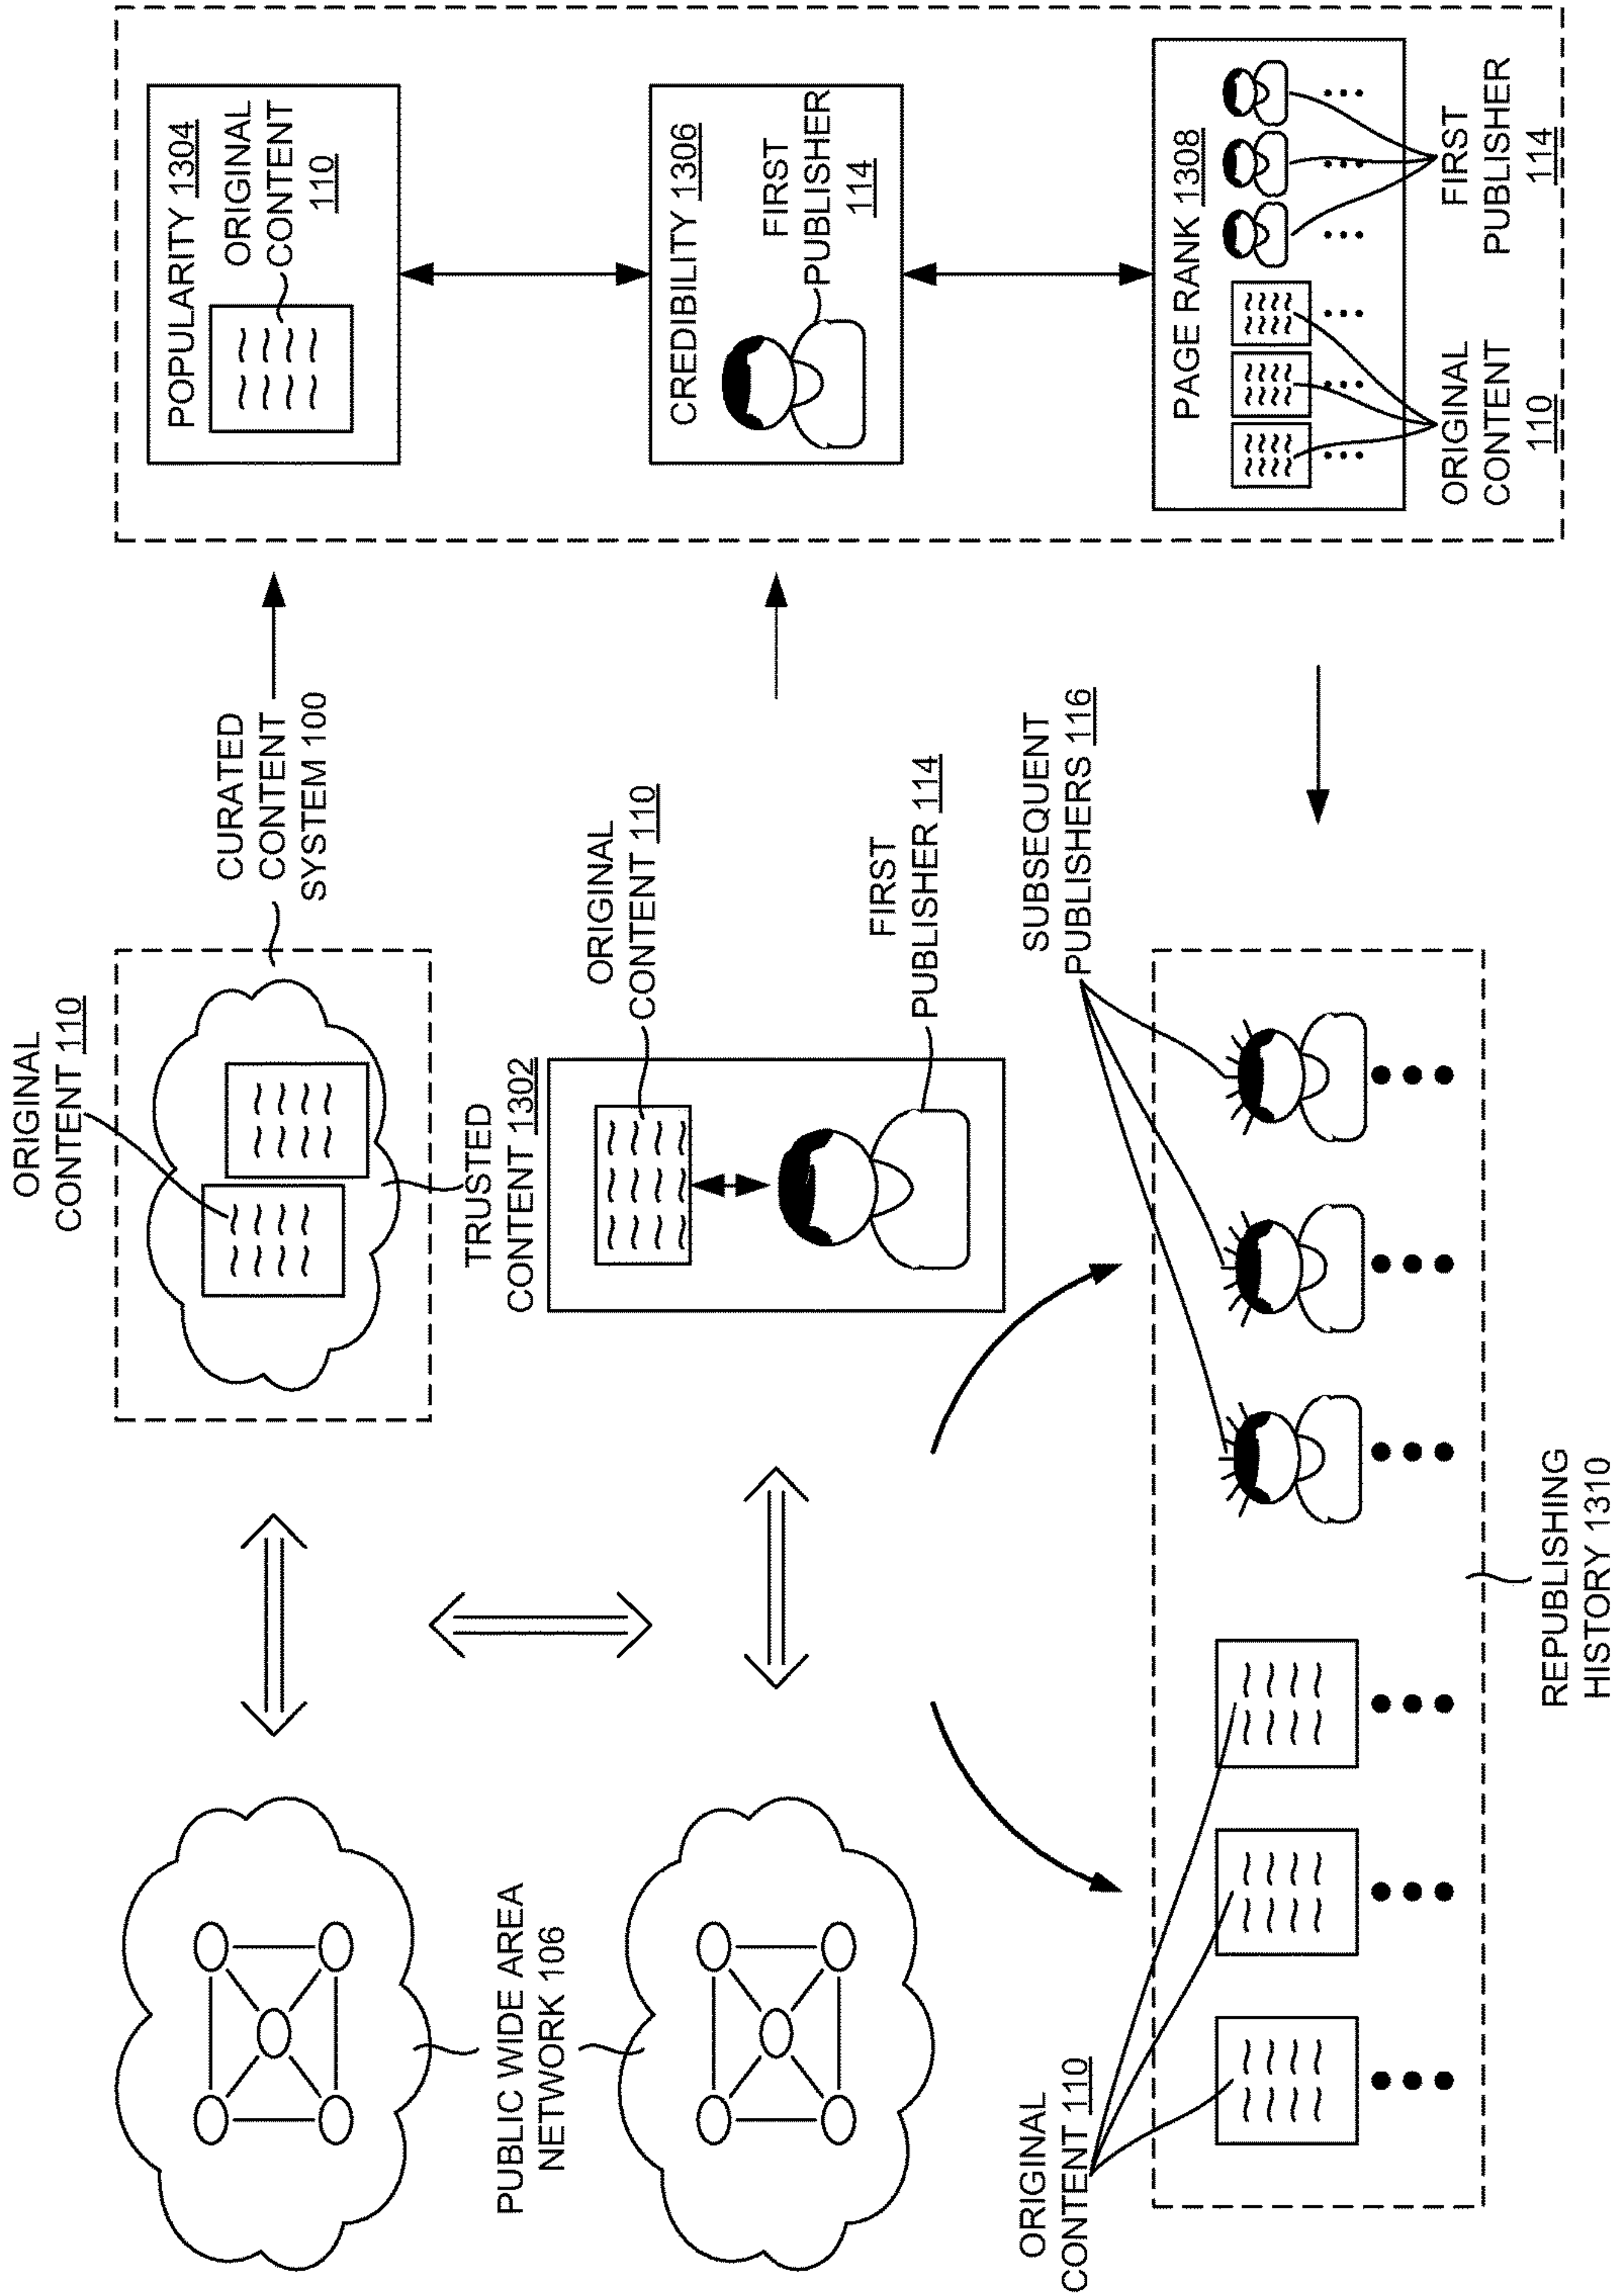 ORIGINAL
CONTENT 110
CURATED
CONTENT
SYSTEM 100
POPULARITY 1304
ORIGINAL
CONTENT
110
PUBLIC WIDE AREA
NETWORK 106
TRUSTED
CONTENT 1302
ORIGINAL
CONTENT 110
FIRST
PUBLISHER 114
CREDIBILITY 1306
FIRST
PUBLISHER
114
ORIGINAL
CONTENT 110
SUBSEQUENT
PUBLISHERS 116
PAGE RANK 1308
ORIGINAL
CONTENT
110
FIRST
PUBLISHER
114
REPUBLISHING
HISTORY 1310